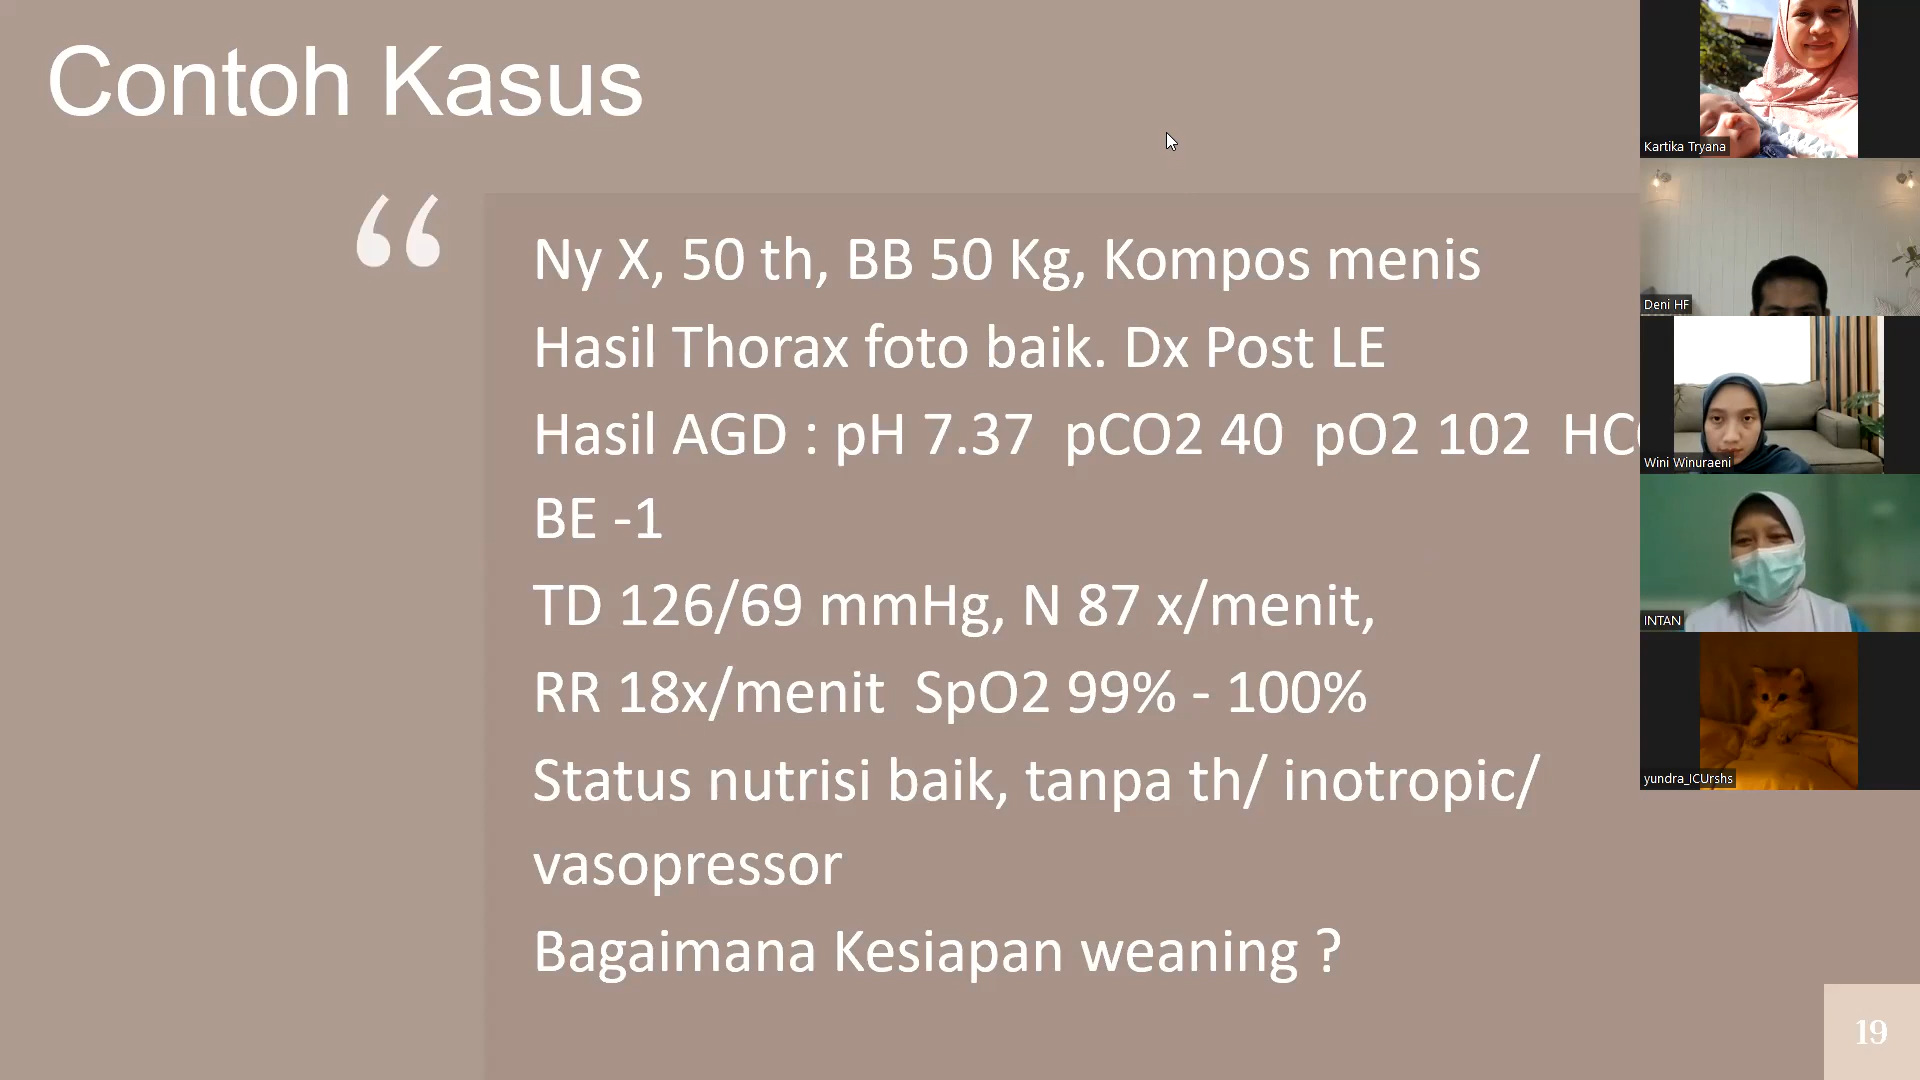 Contoh Kasus
“
Ny X, 50 th, BB 50 Kg, Kompos menis
Hasil Thorax foto baik. Dx Post LE
Hasil AGD : pH 7.37 pCO2 40 pO2 102
BE -1
TD 126/69 mmHg, N 87 x/menit,
RR 18x/menit SpO2 99% - 100%
Status nutrisi baik, tanpa th/ inotropic/
vasopressor
Bagaimana Kesiapan weaning ?
19
Kartika Tryana
Deni HF
Wini Winuraeni
INTAN
yundra_ICUrshs